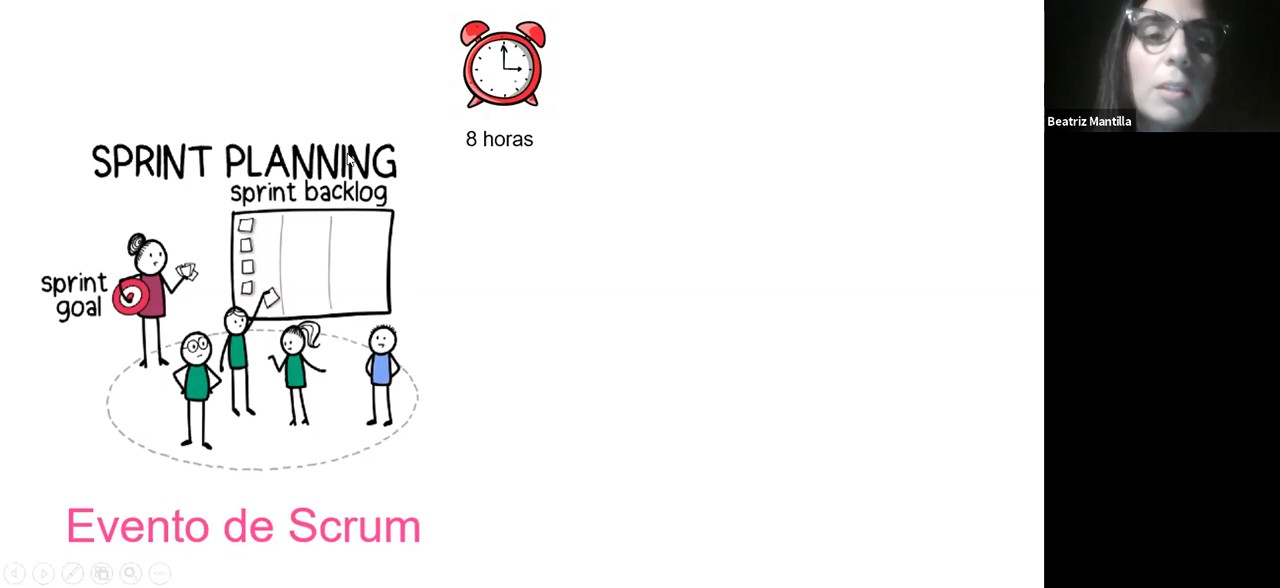 8 horas
SPRINT PLANNING
sprint backlog
sprint
goal
Evento de Scrum
Beatriz Mantilla